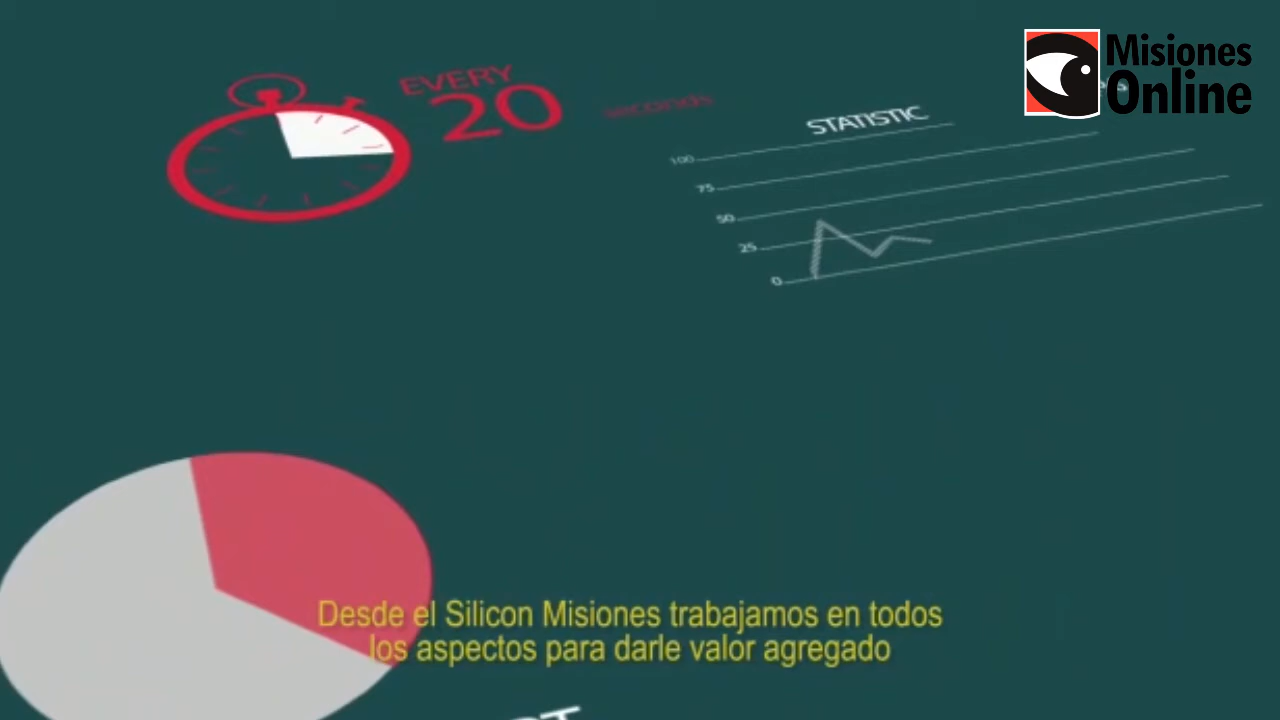 Misiones
Online
EVERY
20
seconds
STATISTIC
100
75
50
25
0
Desde el Silicon Misiones trabajamos en todos
los aspectos para darle valor agregado